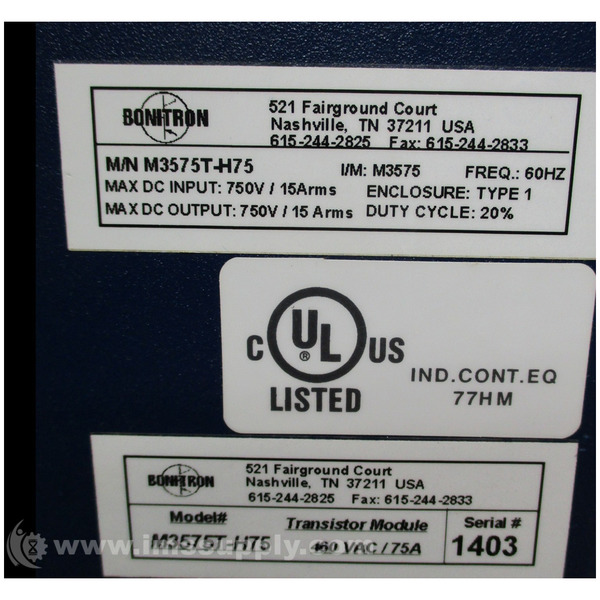 BONITRON
521 Fairground Court
Nashville, TN 37211 USA
615-244-2825 Fax: 615-244-2833
M/N M3575T-H75 I/M: M3575 FREQ.: 60HZ
MAX DC INPUT: 750V / 15Arms ENCLOSURE: TYPE 1
MAX DC OUTPUT: 750V / 15 Arms DUTY CYCLE: 20%
C UL US
®
LISTED
IND.CONT.EQ
77HM
BONITRON
521 Fairground Court
Nashville, TN 37211 USA
615-244-2825 Fax: 615-244-2833
Model# Transistor Module Serial #
M3575T-H75 460 VAC / 75A 1403
www.imssupply.com